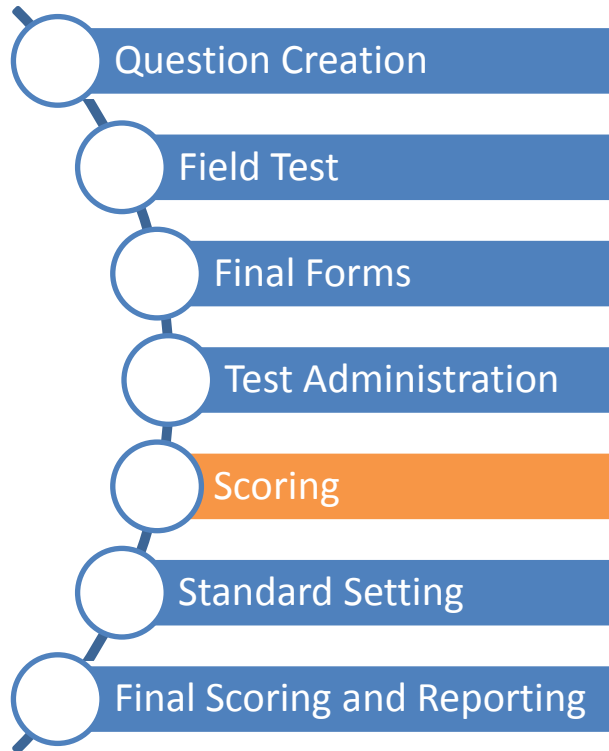 Question Creation
Field Test
Final Forms
Test Administration
Scoring
Standard Setting
Final Scoring and Reporting